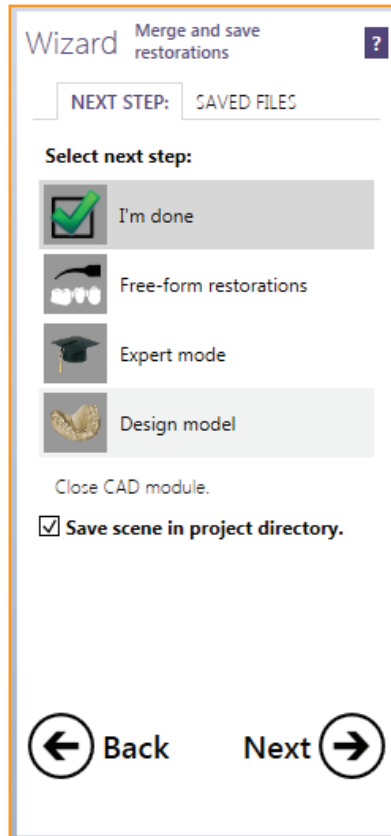 Wizard Merge and save
restorations ?
NEXT STEP: SAVED FILES
Select next step:
I'm done
Free-form restorations
Expert mode
Design model
Close CAD module.
Save scene in project directory.
Back Next